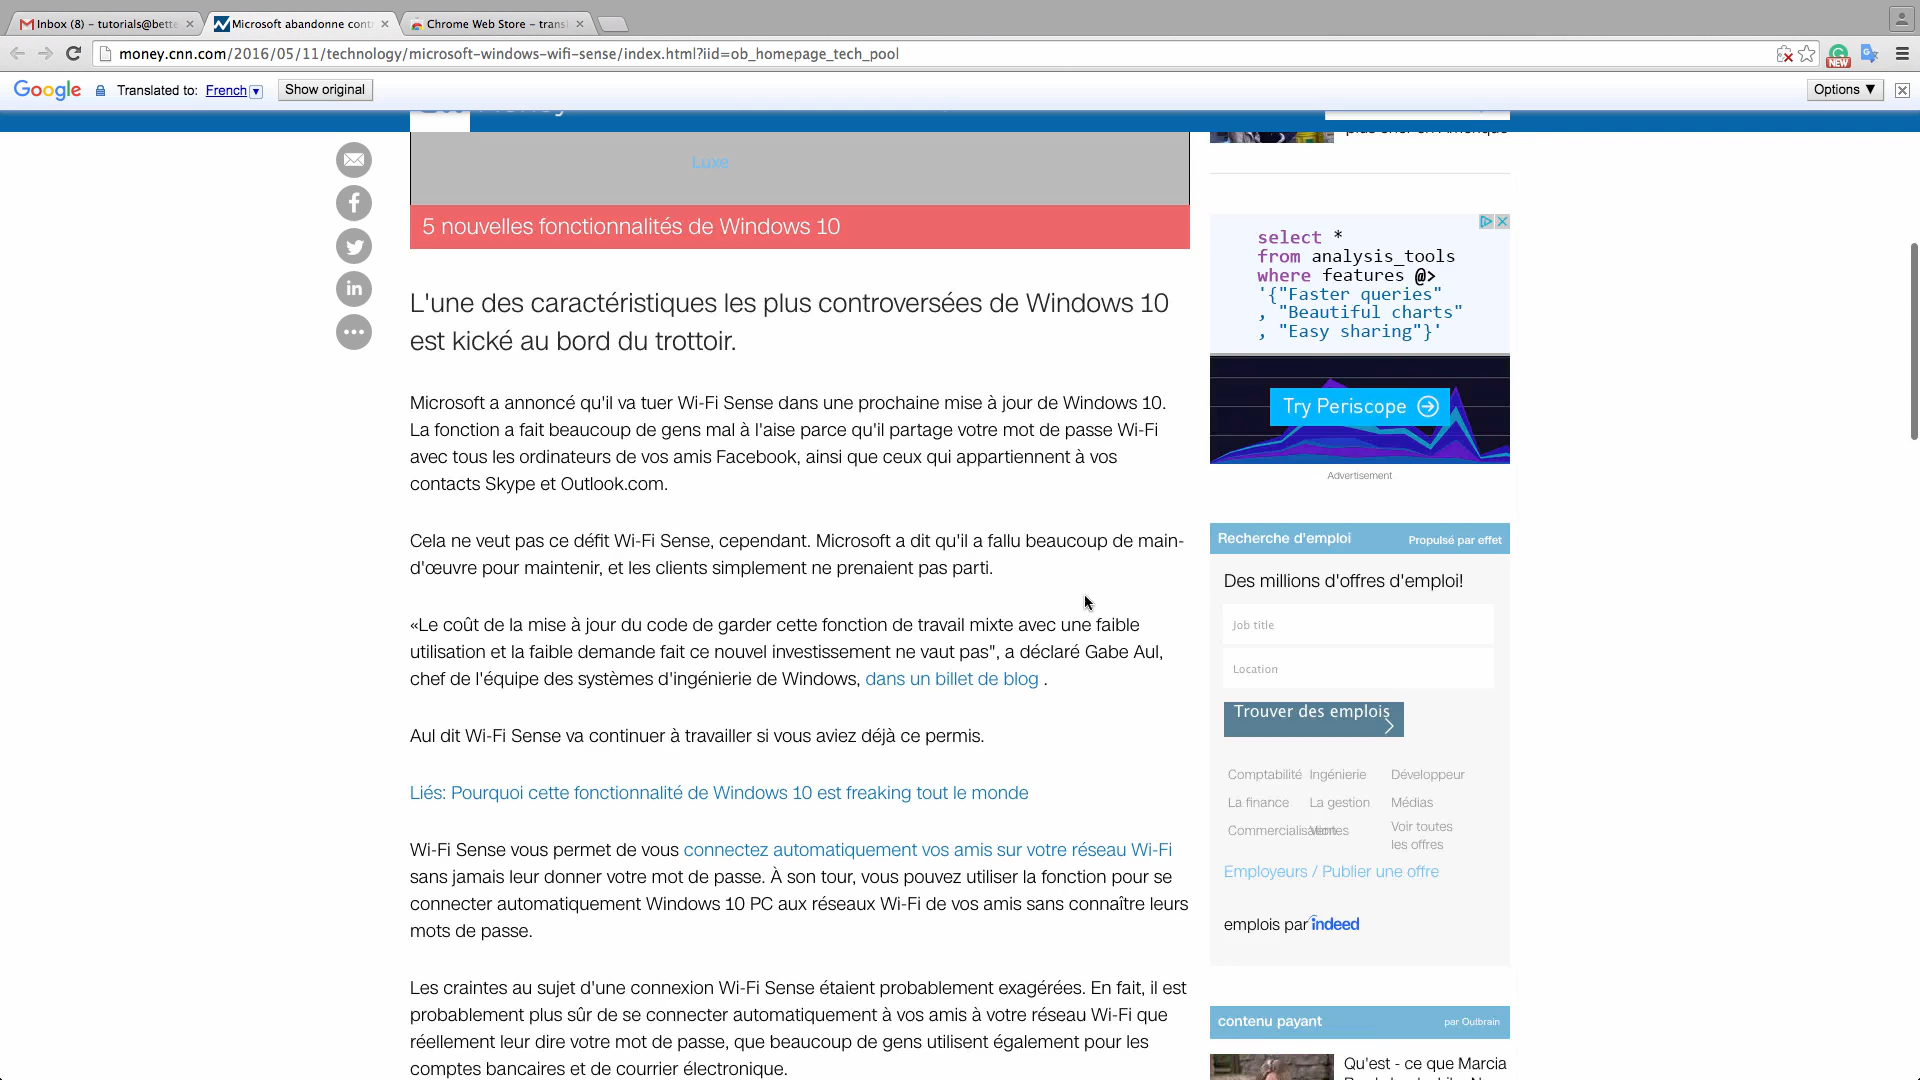 Inbox (8) - tutorials@bette
Microsoft abandonne cont
Chrome Web Store - trans
money.cnn.com/2016/05/11/technology/microsoft-windows-wifi-sense/index.html?iid=ob_homepage_tech_pool
NEW
Google Translated to: French Show original Options ▼
Luxe
5 nouvelles fonctionnalités de Windows 10
L'une des caractéristiques les plus controversées de Windows 10
est kické au bord du trottoir.
Microsoft a annoncé qu'il va tuer Wi-Fi Sense dans une prochaine mise à jour de Windows 10.
La fonction a fait beaucoup de gens mal à l'aise parce qu'il partage votre mot de passe Wi-Fi
avec tous les ordinateurs de vos amis Facebook, ainsi que ceux qui appartiennent à vos
contacts Skype et Outlook.com.
Cela ne veut pas ce défit Wi-Fi Sense, cependant. Microsoft a dit qu'il a fallu beaucoup de main-
d'œuvre pour maintenir, et les clients simplement ne prenaient pas parti.
«Le coût de la mise à jour du code de garder cette fonction de travail mixte avec une faible
utilisation et la faible demande fait ce nouvel investissement ne vaut pas", a déclaré Gabe Aul,
chef de l'équipe des systèmes d'ingénierie de Windows, dans un billet de blog .
Aul dit Wi-Fi Sense va continuer à travailler si vous aviez déjà ce permis.
Liés: Pourquoi cette fonctionnalité de Windows 10 est freaking tout le monde
Wi-Fi Sense vous permet de vous connectez automatiquement vos amis sur votre réseau Wi-Fi
sans jamais leur donner votre mot de passe. À son tour, vous pouvez utiliser la fonction pour se
connecter automatiquement Windows 10 PC aux réseaux Wi-Fi de vos amis sans connaître leurs
mots de passe.
Les craintes au sujet d'une connexion Wi-Fi Sense étaient probablement exagérées. En fait, il est
probablement plus sûr de se connecter automatiquement à vos amis à votre réseau Wi-Fi que
réellement leur dire votre mot de passe, que beaucoup de gens utilisent également pour les
comptes bancaires et de courrier électronique.
plus cher en Amérique
select *
from analysis_tools
where features @>
'{"Faster queries"
, "Beautiful charts"
, "Easy sharing"}'
Try Periscope
Advertisement
Recherche d'emploi Propulsé par effet
Des millions d'offres d'emploi!
Job title
Location
Trouver des emplois
Comptabilité Ingénierie Développeur
La finance La gestion Médias
Voir toutes
les offres
Employeurs / Publier une offre
emplois par indeed
contenu payant par Outbrain
Qu'est - ce que Marcia